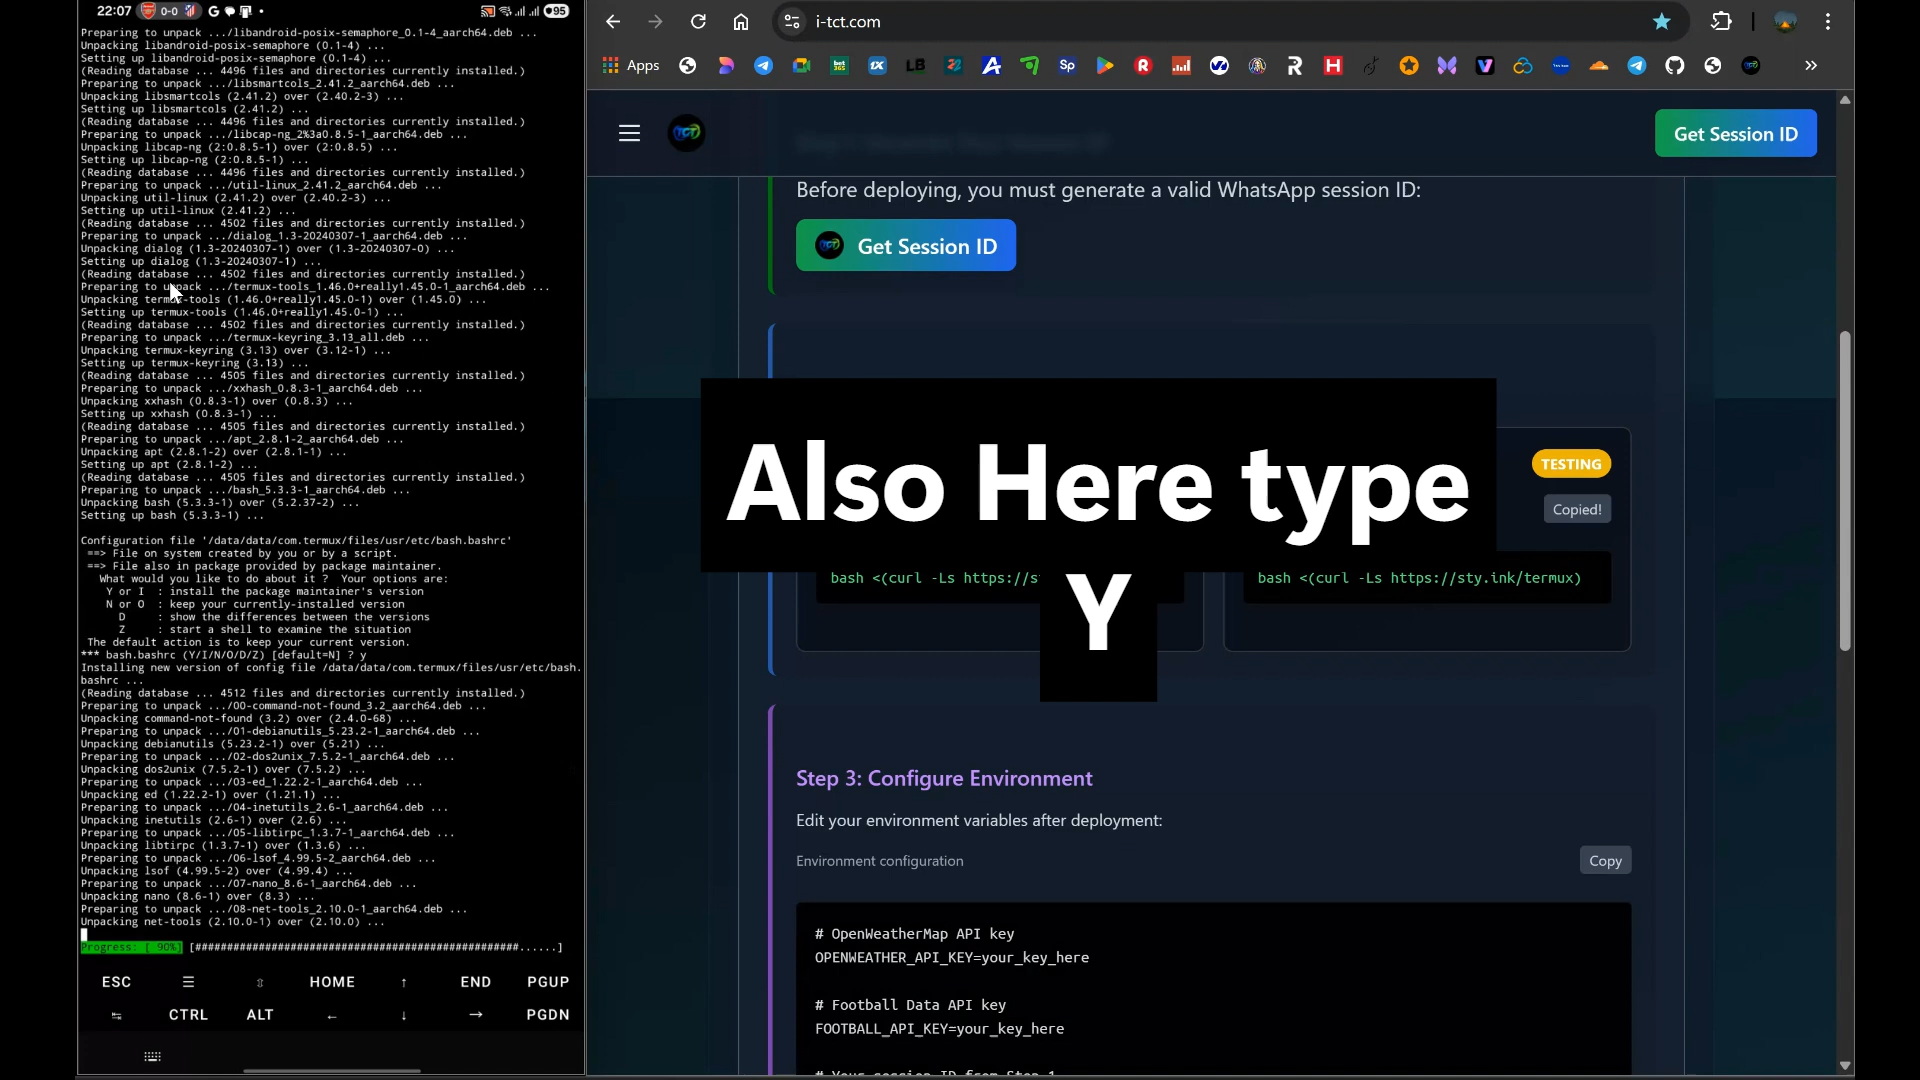 22:07 0-0 95
Preparing to unpack .../libandroid-posix-semaphore_0.1-4_aarch64.deb ...
Unpacking libandroid-posix-semaphore (0.1-4) ...
Setting up libandroid-posix-semaphore (0.1-4) ...
(Reading database ... 4496 files and directories currently installed.)
Preparing to unpack .../libsmartcols_2.41.2_aarch64.deb ...
Unpacking libsmartcols (2.41.2) over (2.40.2-3) ...
Setting up libsmartcols (2.41.2) ...
(Reading database ... 4496 files and directories currently installed.)
Preparing to unpack .../libcap-ng_2%3a0.8.5-1_aarch64.deb ...
Unpacking libcap-ng (2:0.8.5-1) over (2:0.8.5) ...
Setting up libcap-ng (2:0.8.5-1) ...
(Reading database ... 4496 files and directories currently installed.)
Preparing to unpack .../util-linux_2.41.2_aarch64.deb ...
Unpacking util-linux (2.41.2) over (2.40.2-3) ...
Setting up util-linux (2.41.2) ...
(Reading database ... 4502 files and directories currently installed.)
Preparing to unpack .../dialog_1.3-20240307-1_aarch64.deb ...
Unpacking dialog (1.3-20240307-1) over (1.3-20240307-0) ...
Setting up dialog (1.3-20240307-1) ...
(Reading database ... 4502 files and directories currently installed.)
Preparing to unpack .../termux-tools_1.46.0+really1.45.0-1_aarch64.deb ...
Unpacking termux-tools (1.46.0+really1.45.0-1) over (1.45.0) ...
Setting up termux-tools (1.46.0+really1.45.0-1) ...
(Reading database ... 4502 files and directories currently installed.)
Preparing to unpack .../termux-keyring_3.13_all.deb ...
Unpacking termux-keyring (3.13) over (3.12-1) ...
Setting up termux-keyring (3.13) ...
(Reading database ... 4505 files and directories currently installed.)
Preparing to unpack .../xxhash_0.8.3-1_aarch64.deb ...
Unpacking xxhash (0.8.3-1) over (0.8.3) ...
Setting up xxhash (0.8.3-1) ...
(Reading database ... 4505 files and directories currently installed.)
Preparing to unpack .../apt_2.8.1-2_aarch64.deb ...
Unpacking apt (2.8.1-2) over (2.8.1-1) ...
Setting up apt (2.8.1-2) ...
(Reading database ... 4505 files and directories currently installed.)
Preparing to unpack .../bash_5.3.3-1_aarch64.deb ...
Unpacking bash (5.3.3-1) over (5.2.37-2) ...
Setting up bash (5.3.3-1) ...
Configuration file '/data/data/com.termux/files/usr/etc/bash.bashrc'
==> File on system created by you or by a script.
==> File also in package provided by package maintainer.
What would you like to do about it ?  Your options are:
Y or I  : install the package maintainer's version
N or O  : keep your currently-installed version
D     : show the differences between the versions
Z     : start a shell to examine the situation
The default action is to keep your current version.
*** bash.bashrc (Y/I/N/O/D/Z) [default=N] ? y
Installing new version of config file /data/data/com.termux/files/usr/etc/bash.
bashrc ...
(Reading database ... 4512 files and directories currently installed.)
Preparing to unpack .../00-command-not-found_3.2_aarch64.deb ...
Unpacking command-not-found (3.2) over (2.4.0-68) ...
Preparing to unpack .../01-debianutils_5.23.2-1_aarch64.deb ...
Unpacking debianutils (5.23.2-1) over (5.21) ...
Preparing to unpack .../02-dos2unix_7.5.2-1_aarch64.deb ...
Unpacking dos2unix (7.5.2-1) over (7.5.2) ...
Preparing to unpack .../03-ed_1.22.2-1_aarch64.deb ...
Unpacking ed (1.22.2-1) over (1.21.1) ...
Preparing to unpack .../04-inetutils_2.6-1_aarch64.deb ...
Unpacking inetutils (2.6-1) over (2.6) ...
Preparing to unpack .../05-libtirpc_1.3.7-1_aarch64.deb ...
Unpacking libtirpc (1.3.7-1) over (1.3.6) ...
Preparing to unpack .../06-lsof_4.99.5-2_aarch64.deb ...
Unpacking lsof (4.99.5-2) over (4.99.4) ...
Preparing to unpack .../07-nano_8.6-1_aarch64.deb ...
Unpacking nano (8.6-1) over (8.3) ...
Preparing to unpack .../08-net-tools_2.10.0-1_aarch64.deb ...
Unpacking net-tools (2.10.0-1) over (2.10.0) ...
Progress: [ 90%] [###################################################......]
ESC HOME ↑ END PGUP
CTRL ALT ← ↓ → PGDN
i-tct.com
Apps
TCT
Get Session ID
Before deploying, you must generate a valid WhatsApp session ID:
Get Session ID
TESTING
Copied!
Also Here type
Y
bash <(curl -Ls https://st
bash <(curl -Ls https://sty.ink/termux)
Step 3: Configure Environment
Edit your environment variables after deployment:
Environment configuration
Copy
# OpenWeatherMap API key
OPENWEATHER_API_KEY=your_key_here
# Football Data API key
FOOTBALL_API_KEY=your_key_here
# Your session ID from Step 1